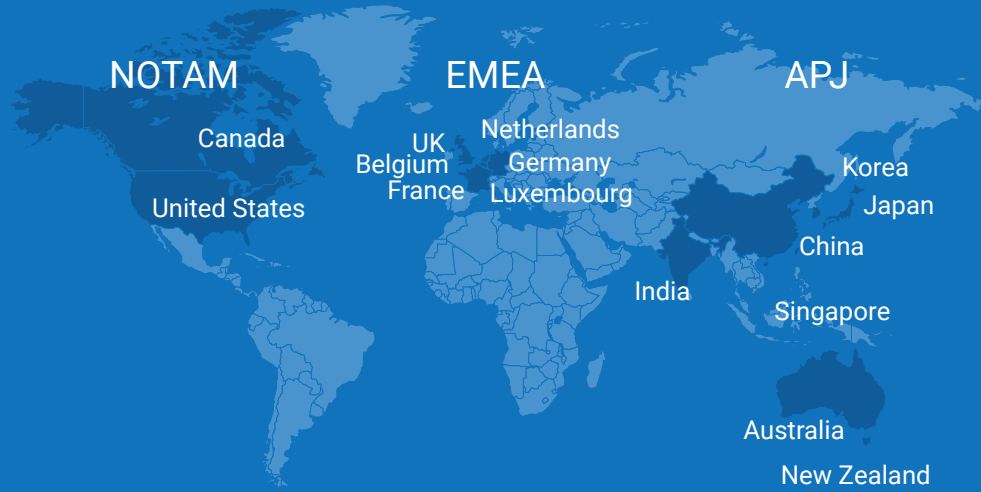 NOTAM
EMEA
APJ
Canada
United States
UK
Belgium
France
Netherlands
Germany
Luxembourg
Korea
Japan
China
India
Singapore
Australia
New Zealand